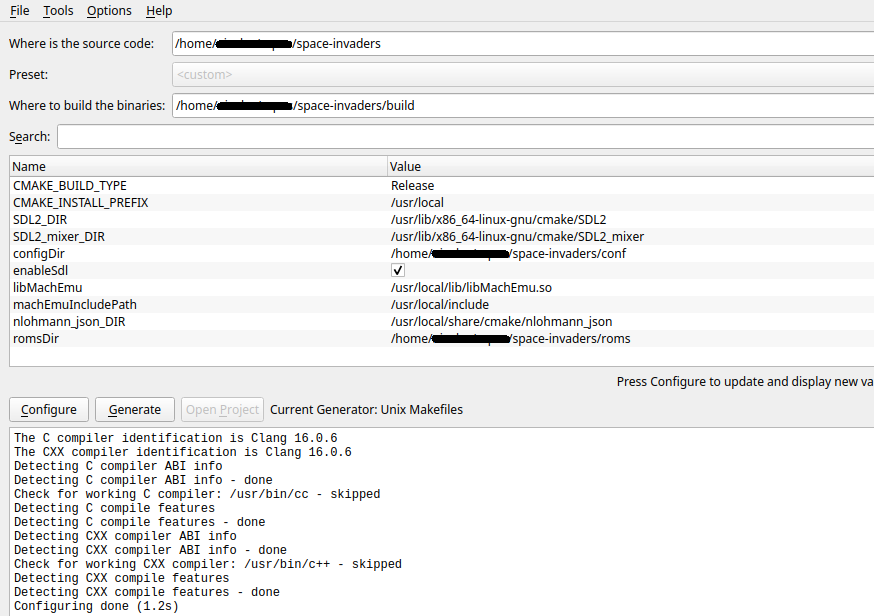 File Tools Options Help
Where is the source code: /home/ /space-invaders
Preset: <custom>
Where to build the binaries: /home/ /space-invaders/build
Search:
Name Value
CMAKE_BUILD_TYPE Release
CMAKE_INSTALL_PREFIX /usr/local
SDL2_DIR /usr/lib/x86_64-linux-gnu/cmake/SDL2
SDL2_mixer_DIR /usr/lib/x86_64-linux-gnu/cmake/SDL2_mixer
configDir /home/ /space-invaders/conf
enableSdl
libMachEmu /usr/local/lib/libMachEmu.so
machEmuIncludePath /usr/local/include
nlohmann_json_DIR /usr/local/share/cmake/nlohmann_json
romsDir /home/ /space-invaders/roms
Press Configure to update and display new va
Configure Generate Open Project Current Generator: Unix Makefiles
The C compiler identification is Clang 16.0.6
The CXX compiler identification is Clang 16.0.6
Detecting C compiler ABI info
Detecting C compiler ABI info - done
Check for working C compiler: /usr/bin/cc - skipped
Detecting C compile features
Detecting C compile features - done
Detecting CXX compiler ABI info
Detecting CXX compiler ABI info - done
Check for working CXX compiler: /usr/bin/c++ - skipped
Detecting CXX compile features
Detecting CXX compile features - done
Configuring done (1.2s)